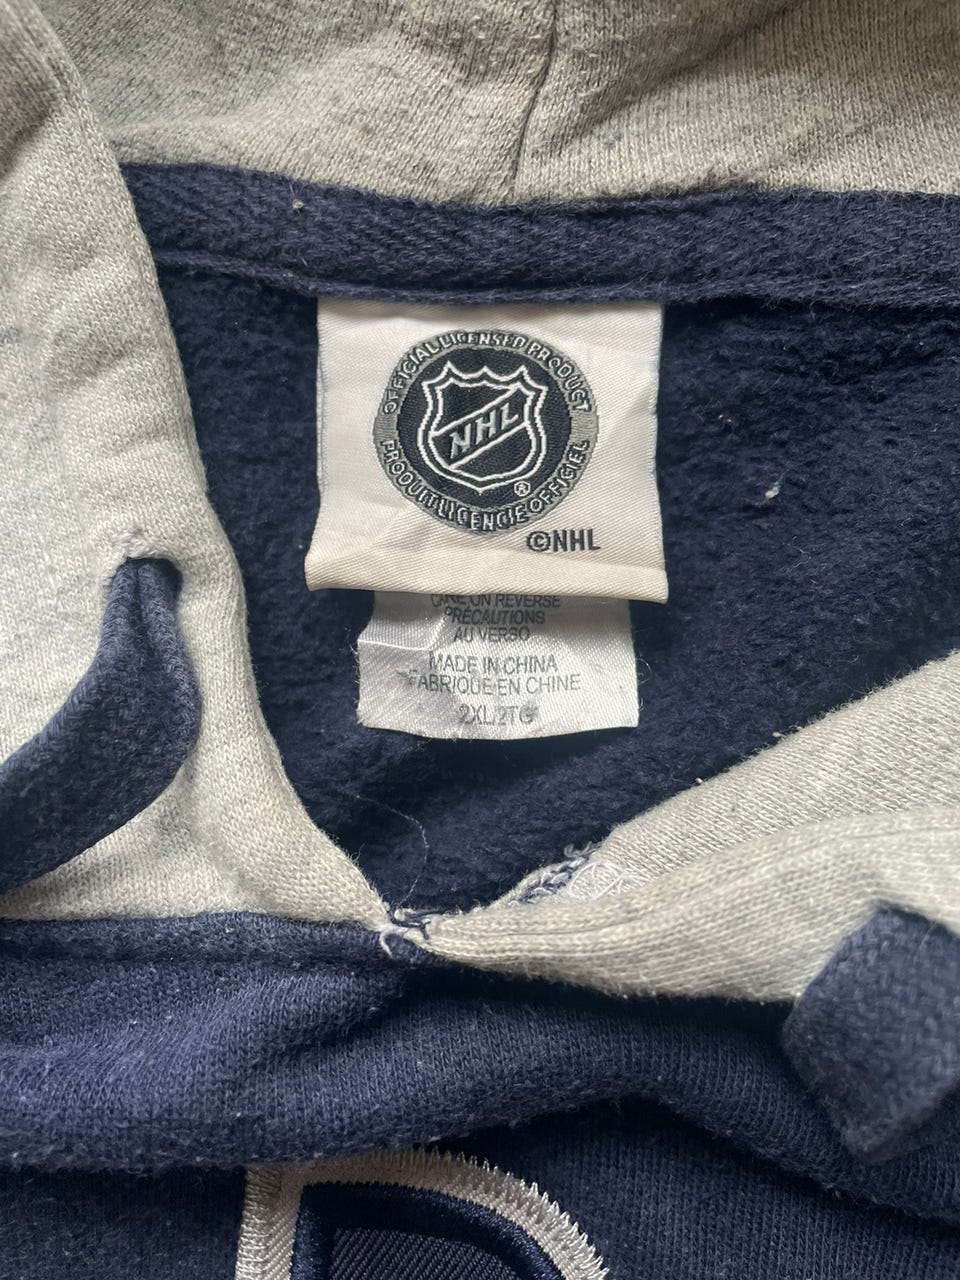 OFFICIAL LICENSED PRODUCT
NHL
®
PRODUIT LICENCIE OFFICIEL
©NHL
CARE ON REVERSE
PRÉCAUTIONS
AU VERSO
MADE IN CHINA
FABRIQUE EN CHINE
2XL/2TG